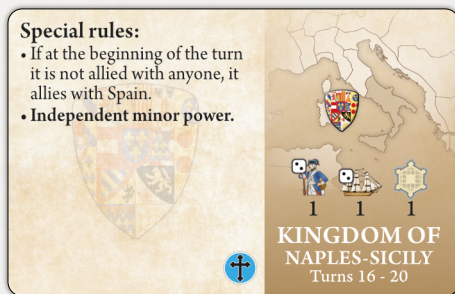 Special rules:
• If at the beginning of the turn
it is not allied with anyone, it
allies with Spain.
• Independent minor power.
1 1 1
KINGDOM OF
NAPLES-SICILY
Turns 16 - 20